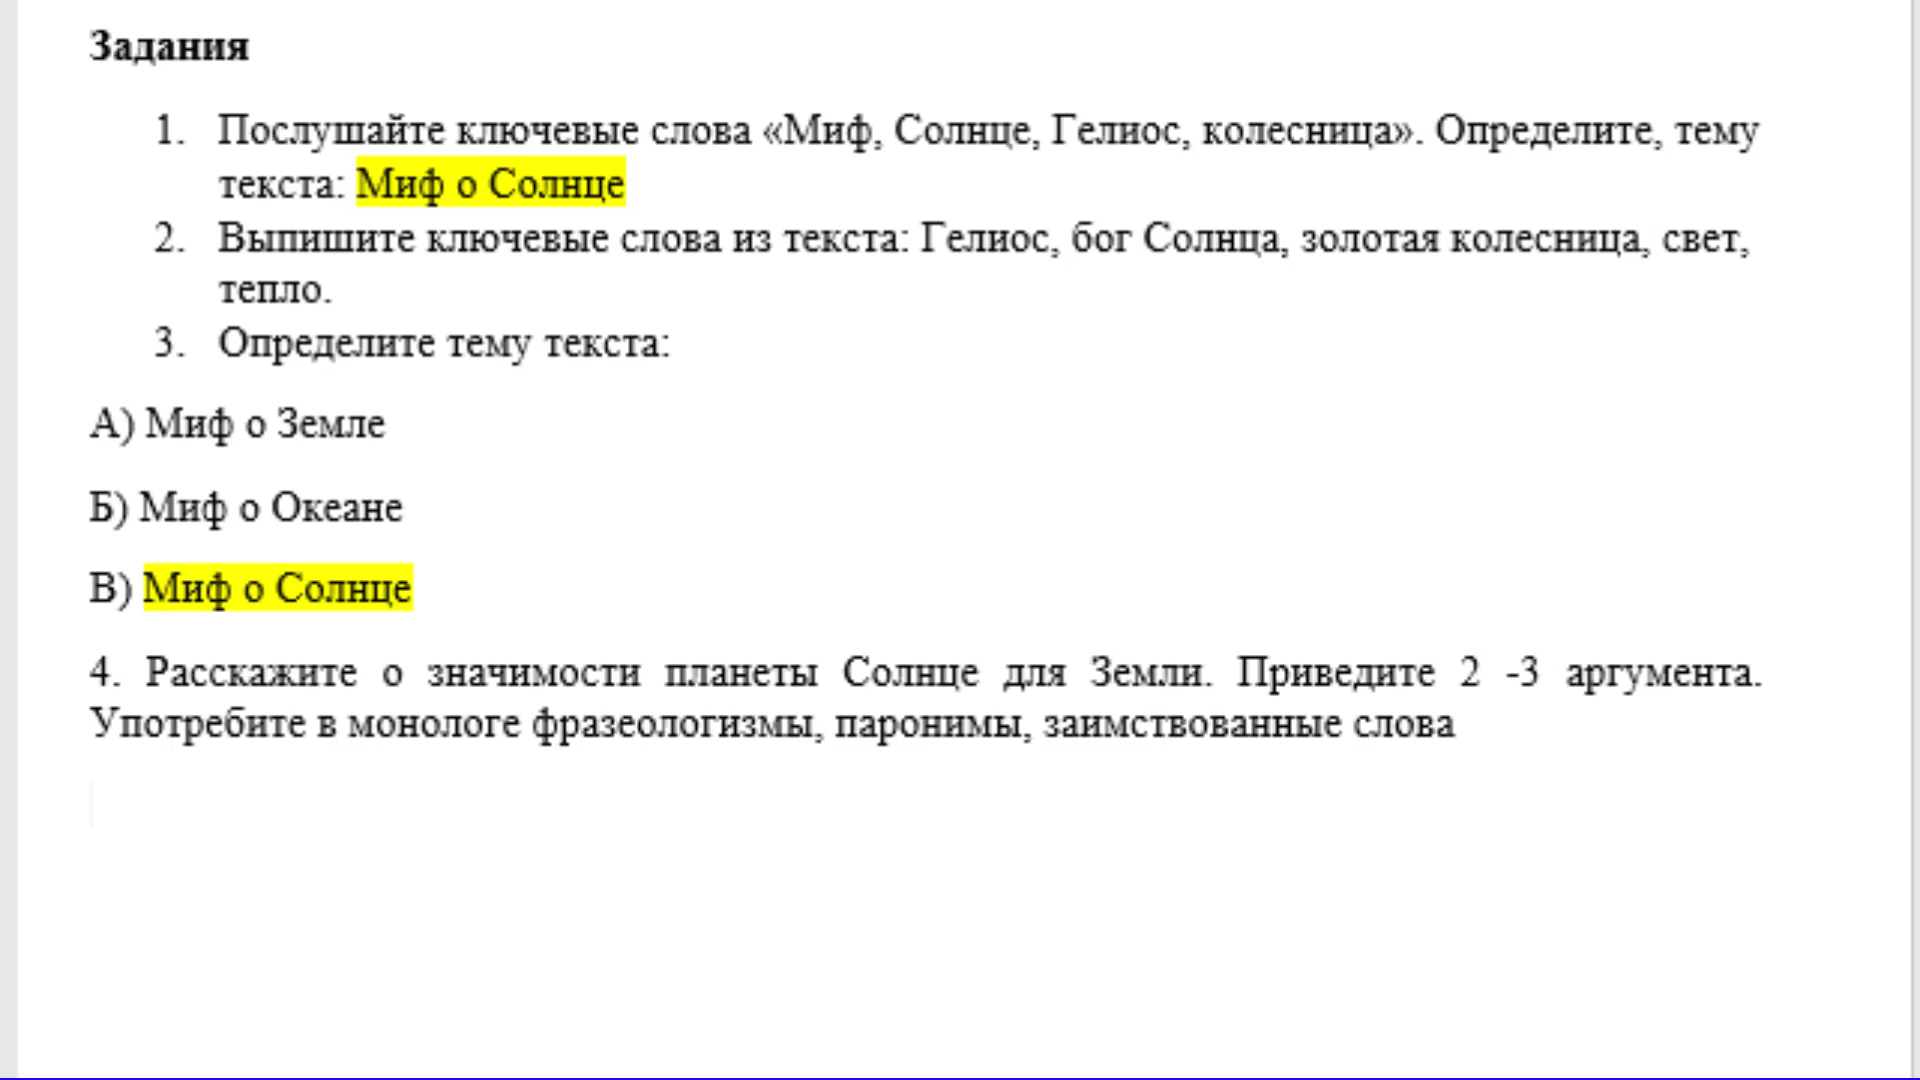 Задания
1. Послушайте ключевые слова «Миф, Солнце, Гелиос, колесница». Определите, тему
текста: Миф о Солнце
2. Выпишите ключевые слова из текста: Гелиос, бог Солнца, золотая колесница, свет,
тепло.
3. Определите тему текста:
А) Миф о Земле
Б) Миф о Океане
В) Миф о Солнце
4. Расскажите о значимости планеты Солнце для Земли. Приведите 2 -3 аргумента.
Употребите в монологе фразеологизмы, паронимы, заимствованные слова